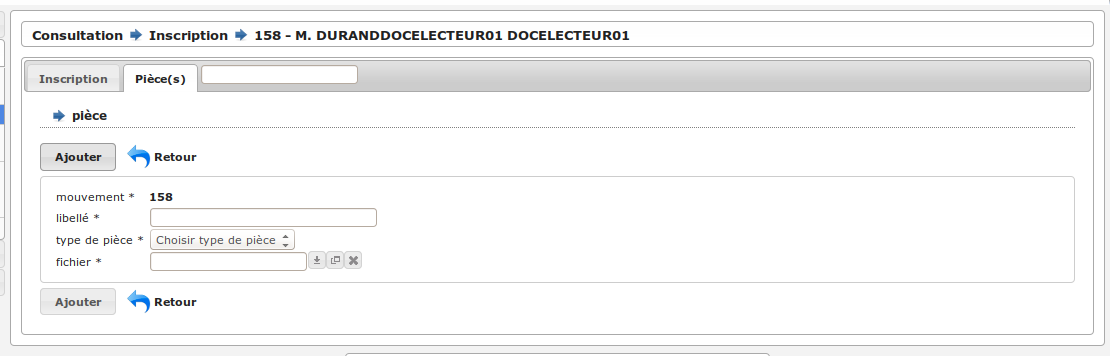 Consultation Inscription 158 - M. DURANDDOCELECTEUR01 DOCELECTEUR01
Inscription Pièce(s)
pièce
Ajouter Retour
mouvement * 158
libellé *
type de pièce * Choisir type de pièce
fichier *
Ajouter Retour